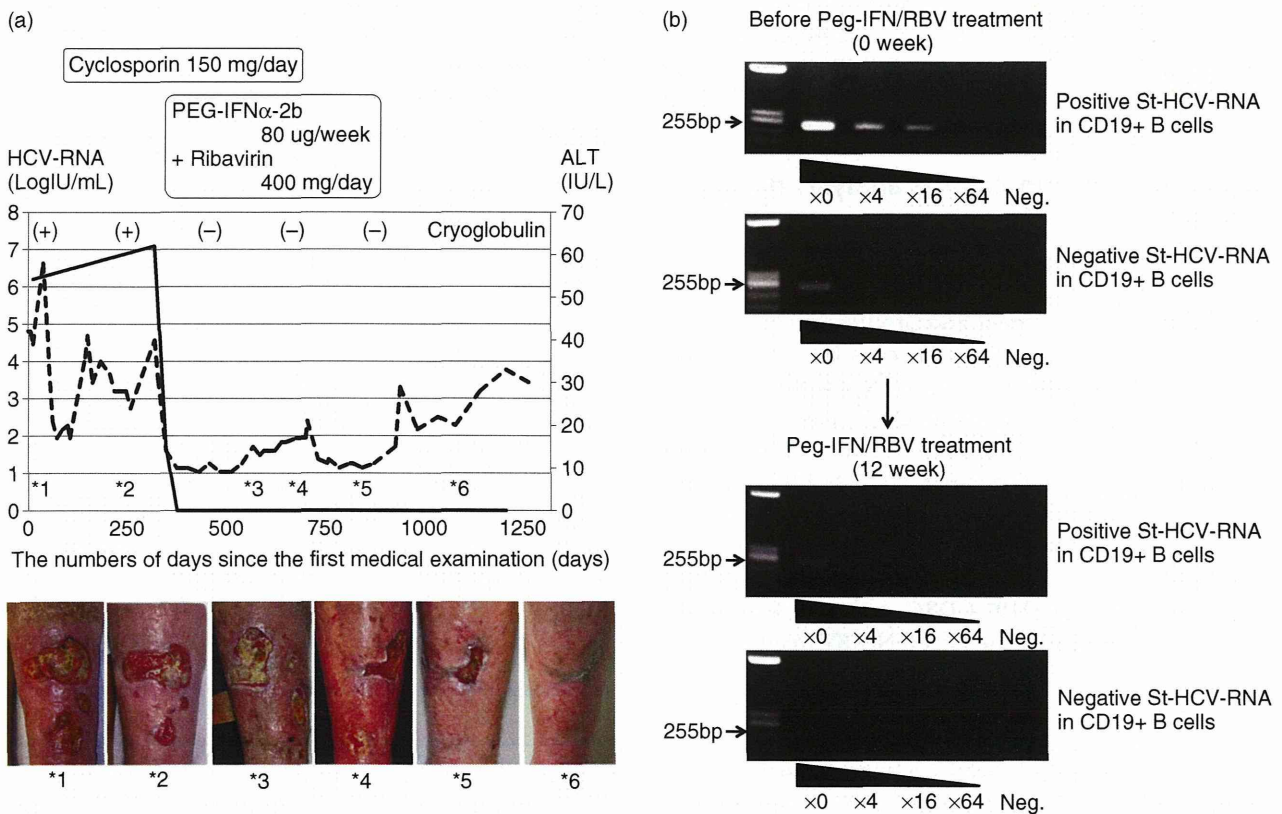 (a)
Cyclosporin 150 mg/day
PEG-IFNα-2b
80 ug/week
+ Ribavirin
400 mg/day
HCV-RNA
(LogIU/mL)
ALT
(IU/L)
8
7
6
5
4
3
2
1
0
70
60
50
40
30
20
10
0
(+) (+) (−) (−) (−) Cryoglobulin
*1 *2 *3 *4 *5 *6
0 250 500 750 1000 1250
The numbers of days since the first medical examination (days)
*1 *2 *3 *4 *5 *6
(b)
Before Peg-IFN/RBV treatment
(0 week)
255bp
Positive St-HCV-RNA
in CD19+ B cells
×0 ×4 ×16 ×64 Neg.
255bp
Negative St-HCV-RNA
in CD19+ B cells
×0 ×4 ×16 ×64 Neg.
Peg-IFN/RBV treatment
(12 week)
255bp
Positive St-HCV-RNA
in CD19+ B cells
×0 ×4 ×16 ×64 Neg.
255bp
Negative St-HCV-RNA
in CD19+ B cells
×0 ×4 ×16 ×64 Neg.